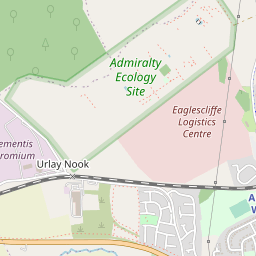 Admiralty
Ecology
Site
Eaglescliffe
Logistics
Centre
ementis
romium
Urlay Nook
A
W